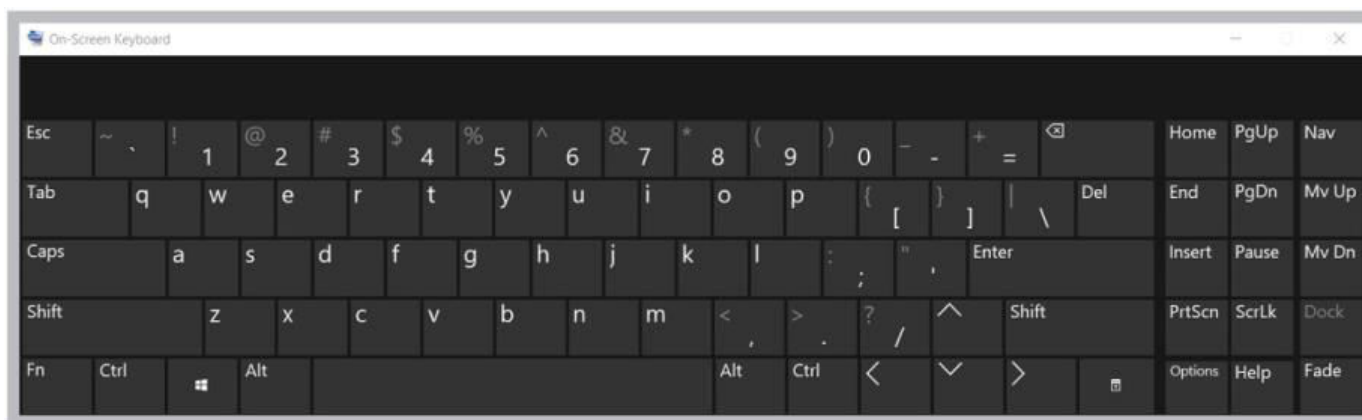 On-Screen Keyboard
Esc ~ ` ! 1 @ 2 # 3 $ 4 % 5 ^ 6 & 7 * 8 ( 9 ) 0 _ - + = Home PgUp Nav
Tab q w e r t y u i o p { [ } ] | \ Del End PgDn Mv Up
Caps a s d f g h j k l : ; " ' Enter Insert Pause Mv Dn
Shift z x c v b n m < , > . ? / Shift PrtScn ScrLk Dock
Fn Ctrl Alt Alt Ctrl Options Help Fade